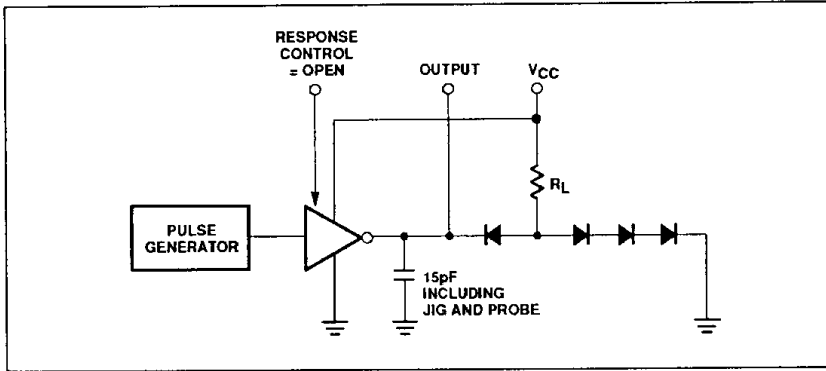 RESPONSE
CONTROL
= OPEN
OUTPUT
VCC
RL
PULSE
GENERATOR
15pF
INCLUDING
JIG AND PROBE